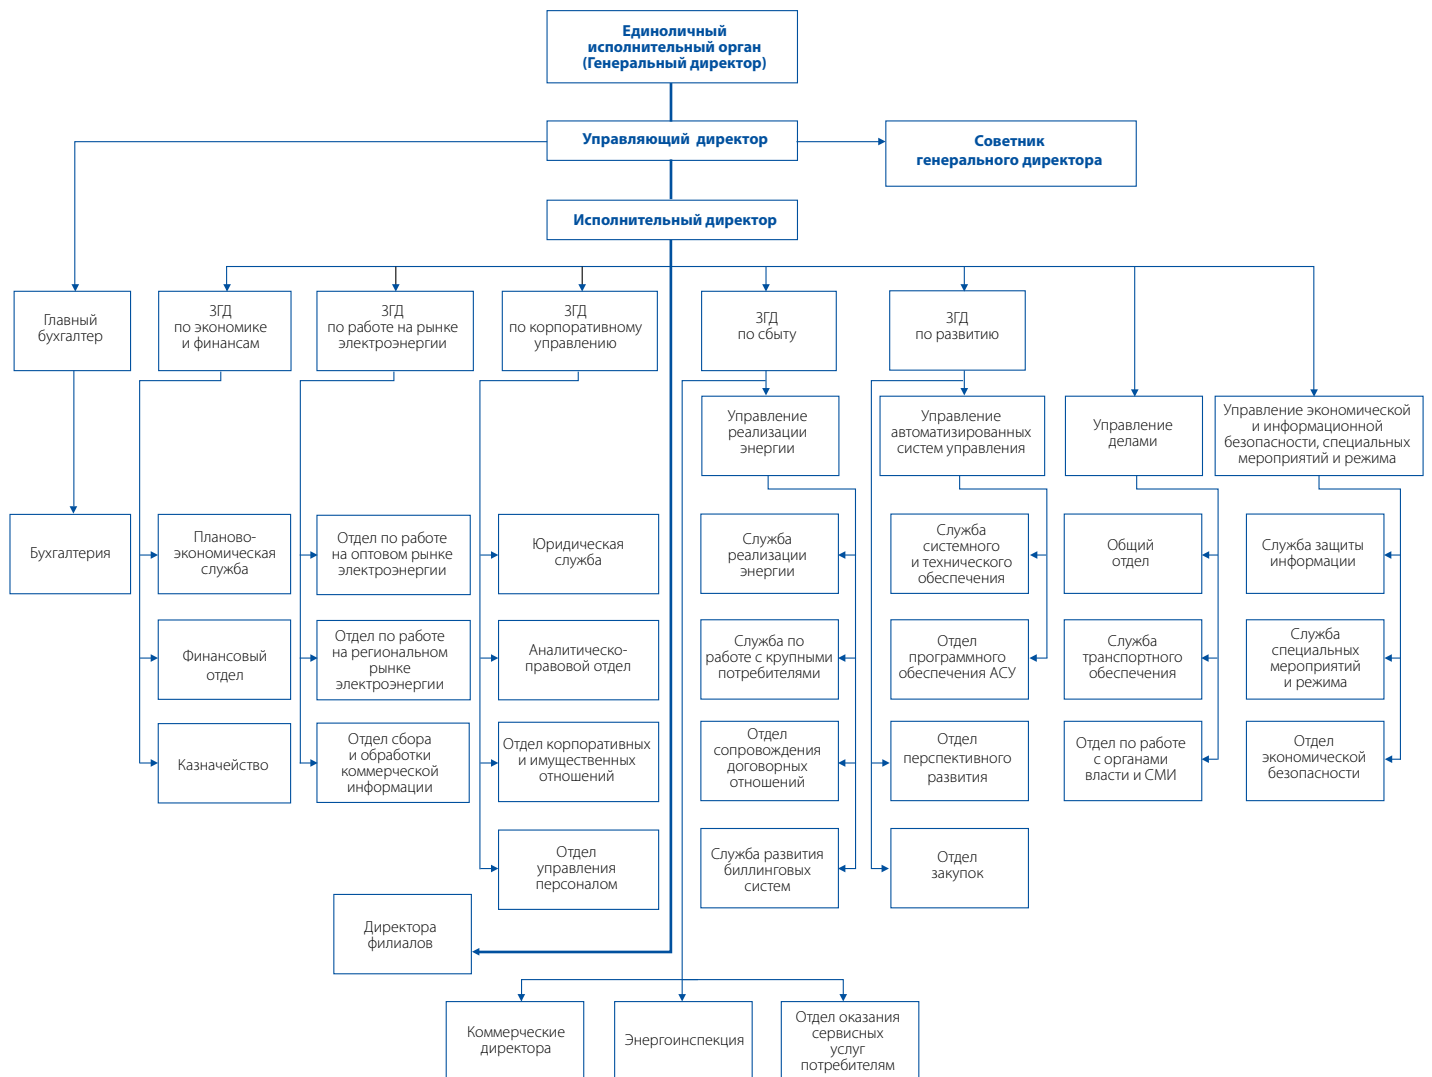 Единоличный
исполнительный орган
(Генеральный директор)
Управляющий директор
Советник
генерального директора
Исполнительный директор
Главный
бухгалтер
ЗГД
по экономике
и финансам
ЗГД
по работе на рынке
электроэнергии
ЗГД
по корпоративному
управлению
ЗГД
по сбыту
ЗГД
по развитию
Управление
реализации
энергии
Управление
автоматизированных
систем управления
Управление
делами
Управление экономической
и информационной
безопасности, специальных
мероприятий и режима
Бухгалтерия
Планово-
экономическая
служба
Отдел по работе
на оптовом рынке
электроэнергии
Юридическая
служба
Служба
реализации
энергии
Служба
системного
и технического
обеспечения
Общий
отдел
Служба защиты
информации
Финансовый
отдел
Отдел по работе
на региональном
рынке
электроэнергии
Аналитическо-
правовой отдел
Служба по
работе с крупными
потребителями
Отдел
программного
обеспечения АСУ
Служба
транспортного
обеспечения
Служба
специальных
мероприятий
и режима
Казначейство
Отдел сбора
и обработки
коммерческой
информации
Отдел корпоративных
и имущественных
отношений
Отдел
сопровождения
договорных
отношений
Отдел
перспективного
развития
Отдел по работе
с органами
власти и СМИ
Отдел
экономической
безопасности
Отдел
управления
персоналом
Служба развития
биллинговых
систем
Отдел
закупок
Директора
филиалов
Коммерческие
директора
Энергоинспекция
Отдел оказания
сервисных
услуг
потребителям